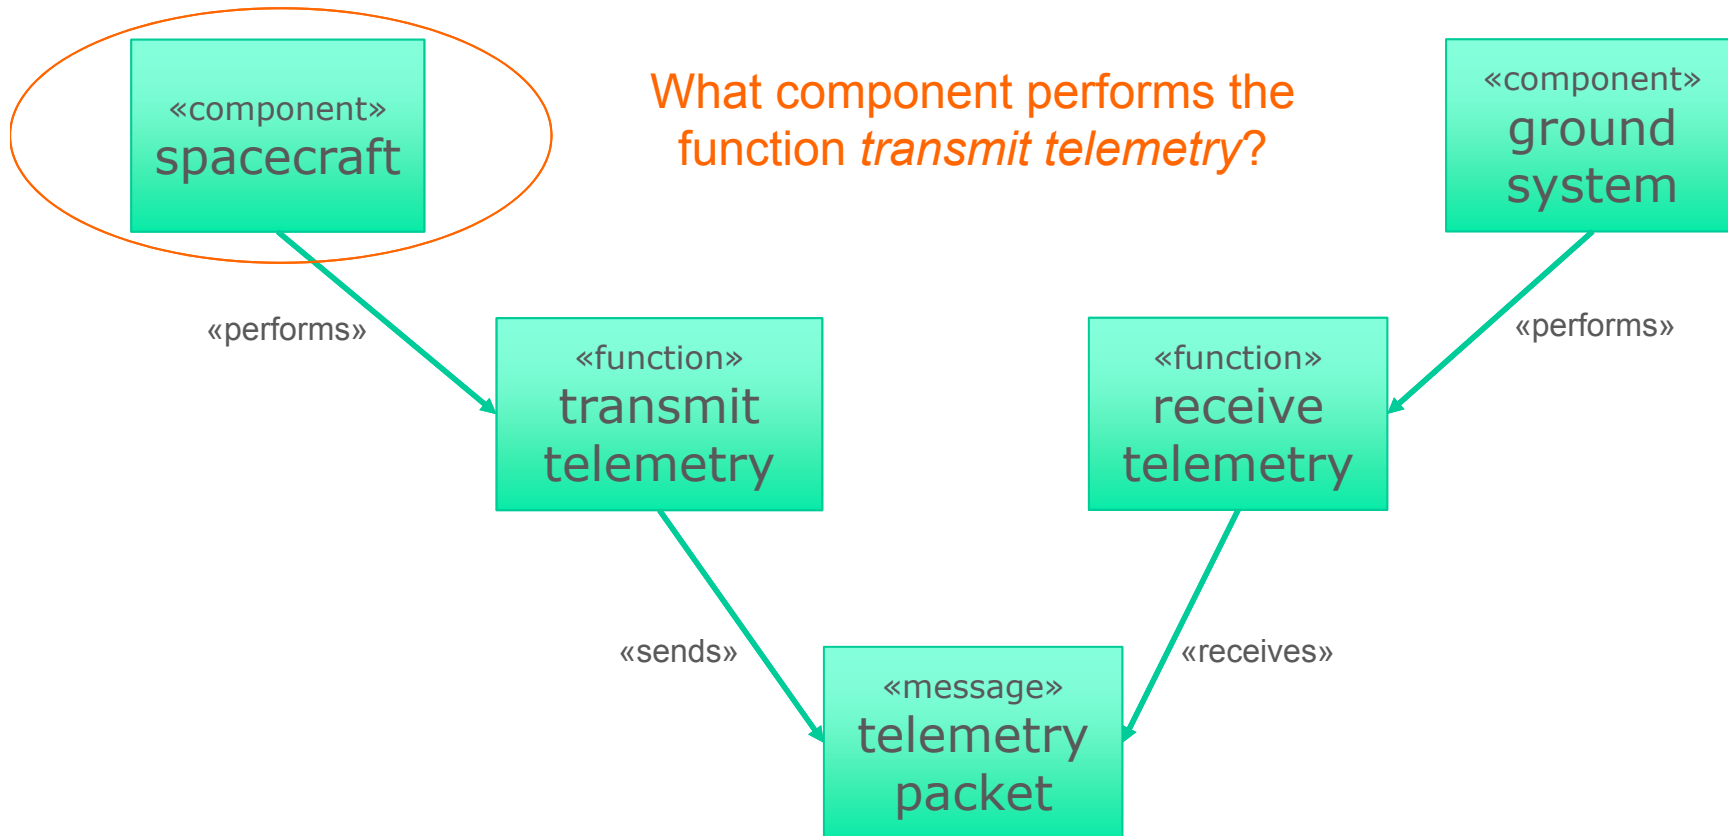 «component»
spacecraft
What component performs the
function transmit telemetry?
«component»
ground
system
«performs»
«performs»
«function»
transmit
telemetry
«function»
receive
telemetry
«sends»
«receives»
«message»
telemetry
packet